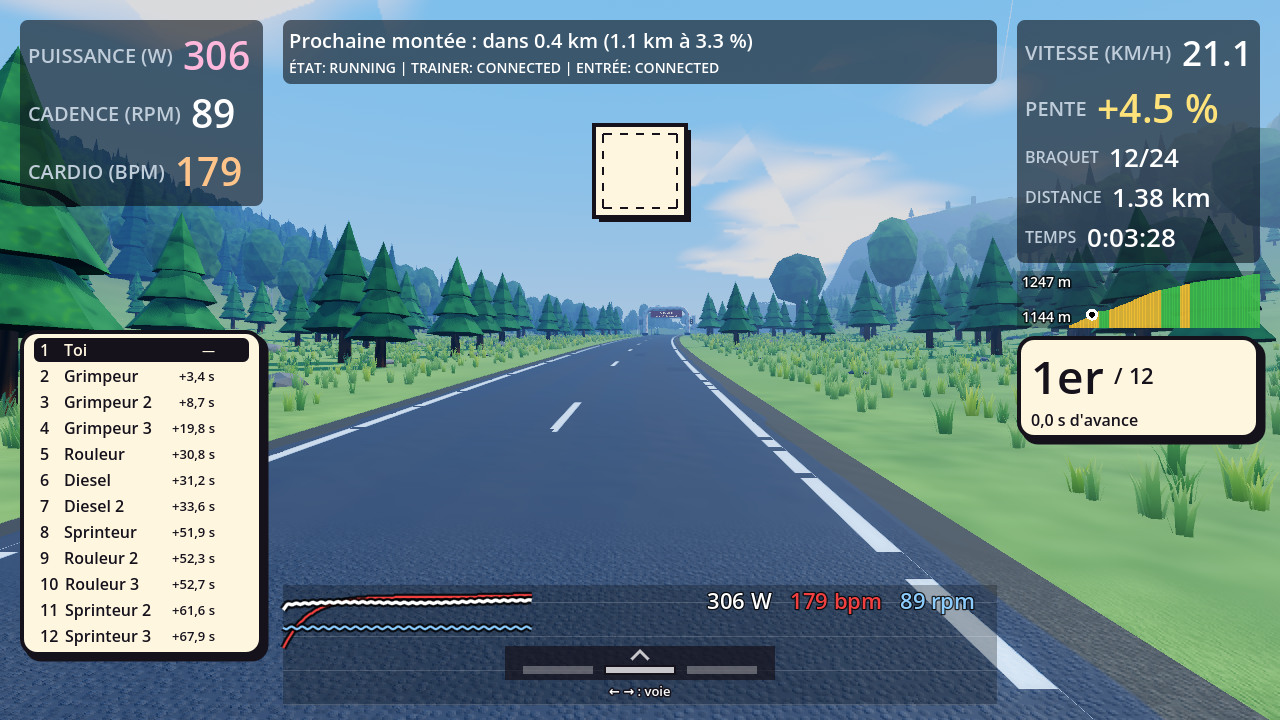 PUISSANCE (W) 306
CADENCE (RPM) 89
CARDIO (BPM) 179
Prochaine montée : dans 0.4 km (1.1 km à 3.3 %)
ÉTAT: RUNNING | TRAINER: CONNECTED | ENTRÉE: CONNECTED
VITESSE (KM/H) 21.1
PENTE +4.5 %
BRAQUET 12/24
DISTANCE 1.38 km
TEMPS 0:03:28
1247 m
1144 m
1er / 12
0,0 s d'avance
1 Toi —
2 Grimpeur +3,4 s
3 Grimpeur 2 +8,7 s
4 Grimpeur 3 +19,8 s
5 Rouleur +30,8 s
6 Diesel +31,2 s
7 Diesel 2 +33,6 s
8 Sprinteur +51,9 s
9 Rouleur 2 +52,3 s
10 Rouleur 3 +52,7 s
11 Sprinteur 2 +61,6 s
12 Sprinteur 3 +67,9 s
306 W 179 bpm 89 rpm
← → : voie